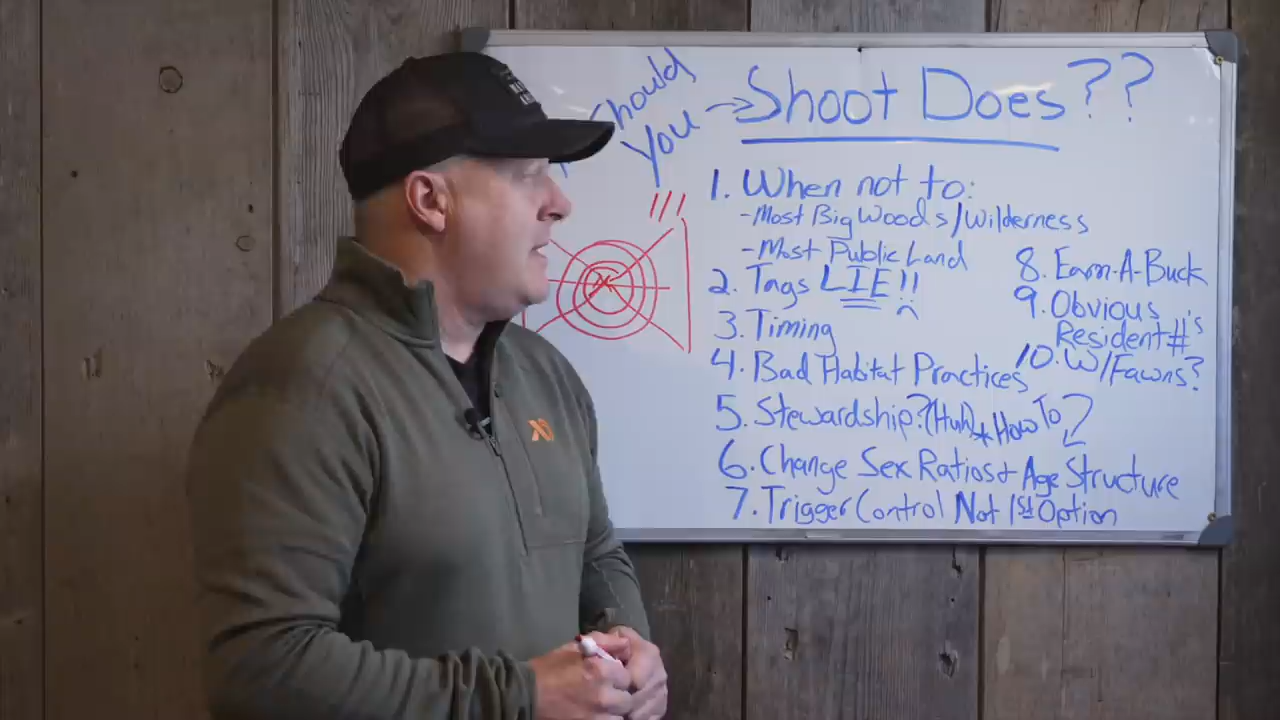 Should
You → Shoot Does??
1. When not to:
-Most Big Woods/Wilderness
-Most Public Land
2. Tags LIE!!
3. Timing
4. Bad Habitat Practices
5. Stewardship? (Huh) * How To
6. Change Sex Ratios + Age Structure
7. Trigger Control Not 1st Option
8. Earn-A-Buck
9. Obvious
Resident #'s
10. W/Fawns?